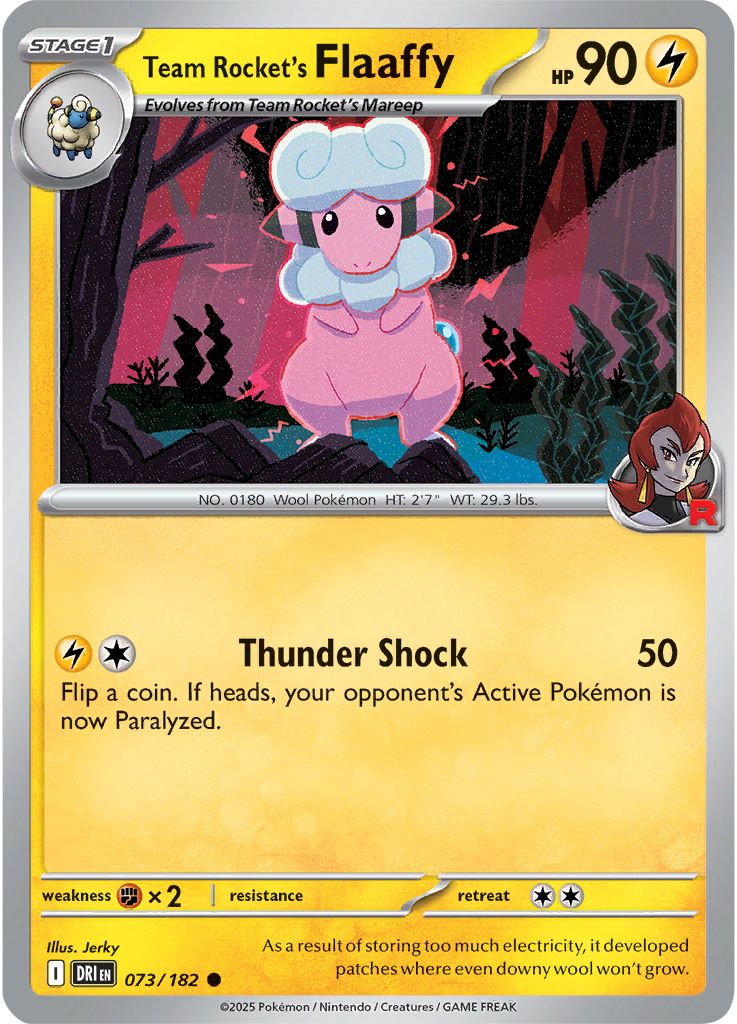 STAGE1
Team Rocket's Flaaffy
HP 90
Evolves from Team Rocket's Mareep
NO. 0180 Wool Pokémon HT: 2'7" WT: 29.3 lbs.
R
Thunder Shock 50
Flip a coin. If heads, your opponent's Active Pokémon is
now Paralyzed.
weakness ×2 resistance retreat
Illus. Jerky
As a result of storing too much electricity, it developed
patches where even downy wool won't grow.
I DRI EN 073/182
©2025 Pokémon / Nintendo / Creatures / GAME FREAK